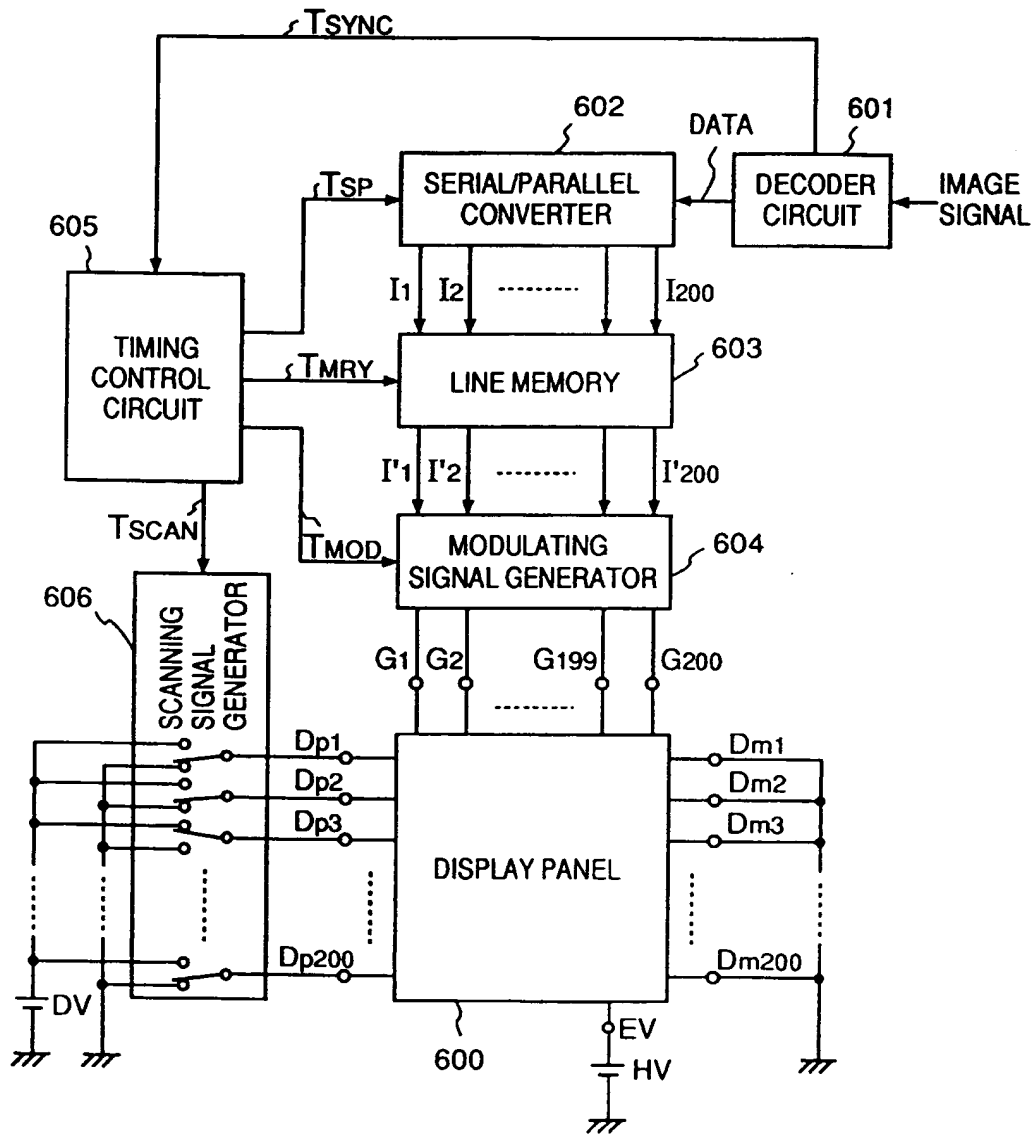 TSYNC
602
DATA
601
TSP
SERIAL/PARALLEL
CONVERTER
DECODER
CIRCUIT
IMAGE
SIGNAL
605
I1 I2 I200
TIMING
CONTROL
CIRCUIT
TMRY
LINE MEMORY
603
I'1 I'2 I'200
TSCAN
TMOD
MODULATING
SIGNAL GENERATOR
604
606
SCANNING
SIGNAL
GENERATOR
G1 G2 G199 G200
Dp1
Dp2
Dp3
Dp200
DISPLAY PANEL
Dm1
Dm2
Dm3
Dm200
DV
600
EV
HV